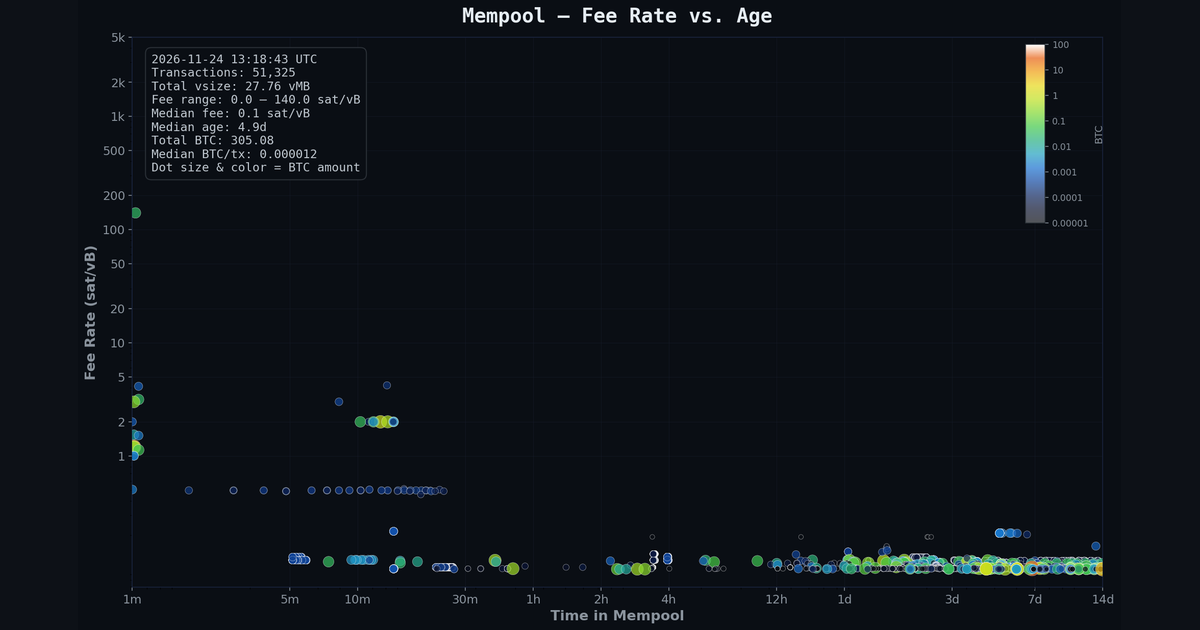 Mempool — Fee Rate vs. Age
2026-11-24 13:18:43 UTC
Transactions: 51,325
Total vsize: 27.76 vMB
Fee range: 0.0 — 140.0 sat/vB
Median fee: 0.1 sat/vB
Median age: 4.9d
Total BTC: 305.08
Median BTC/tx: 0.000012
Dot size & color = BTC amount
5k
2k
1k
500
200
100
50
20
10
5
2
1
Fee Rate (sat/vB)
100
10
1
0.1
0.01
0.001
0.0001
0.00001
BTC
1m 5m 10m 30m 1h 2h 4h 12h 1d 3d 7d 14d
Time in Mempool